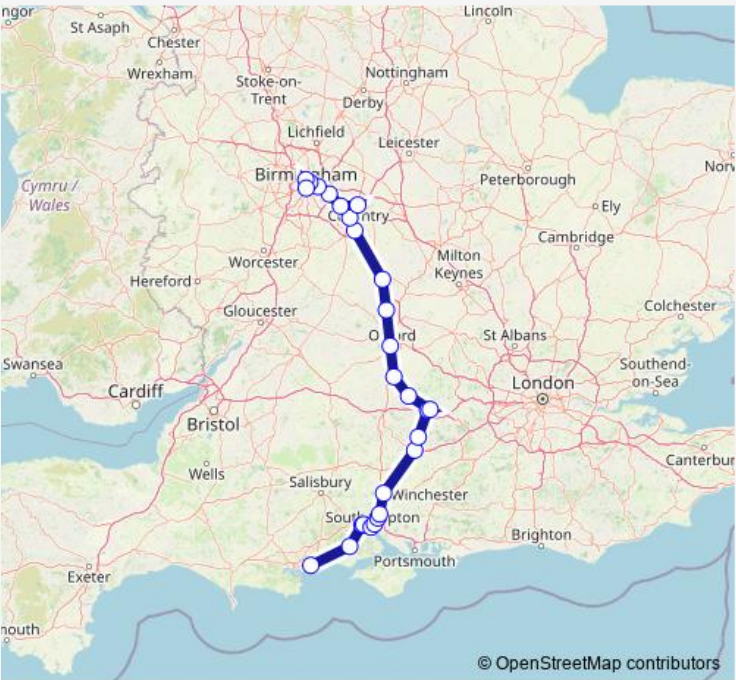 Lincoln
St Asaph
Chester
Wrexham
Stoke-on-
Trent
Nottingham
Derby
Lichfield
Leicester
Peterborough
Ely
Cambridge
Cymru /
Wales
Worcester
Milton
Keynes
Hereford
Gloucester
Colchester
St Albans
Swansea
Southend-
on-Sea
Cardiff
London
Bristol
Canterbur
Wells
Salisbury
Winchester
Brighton
Portsmouth
Exeter
© OpenStreetMap contributors